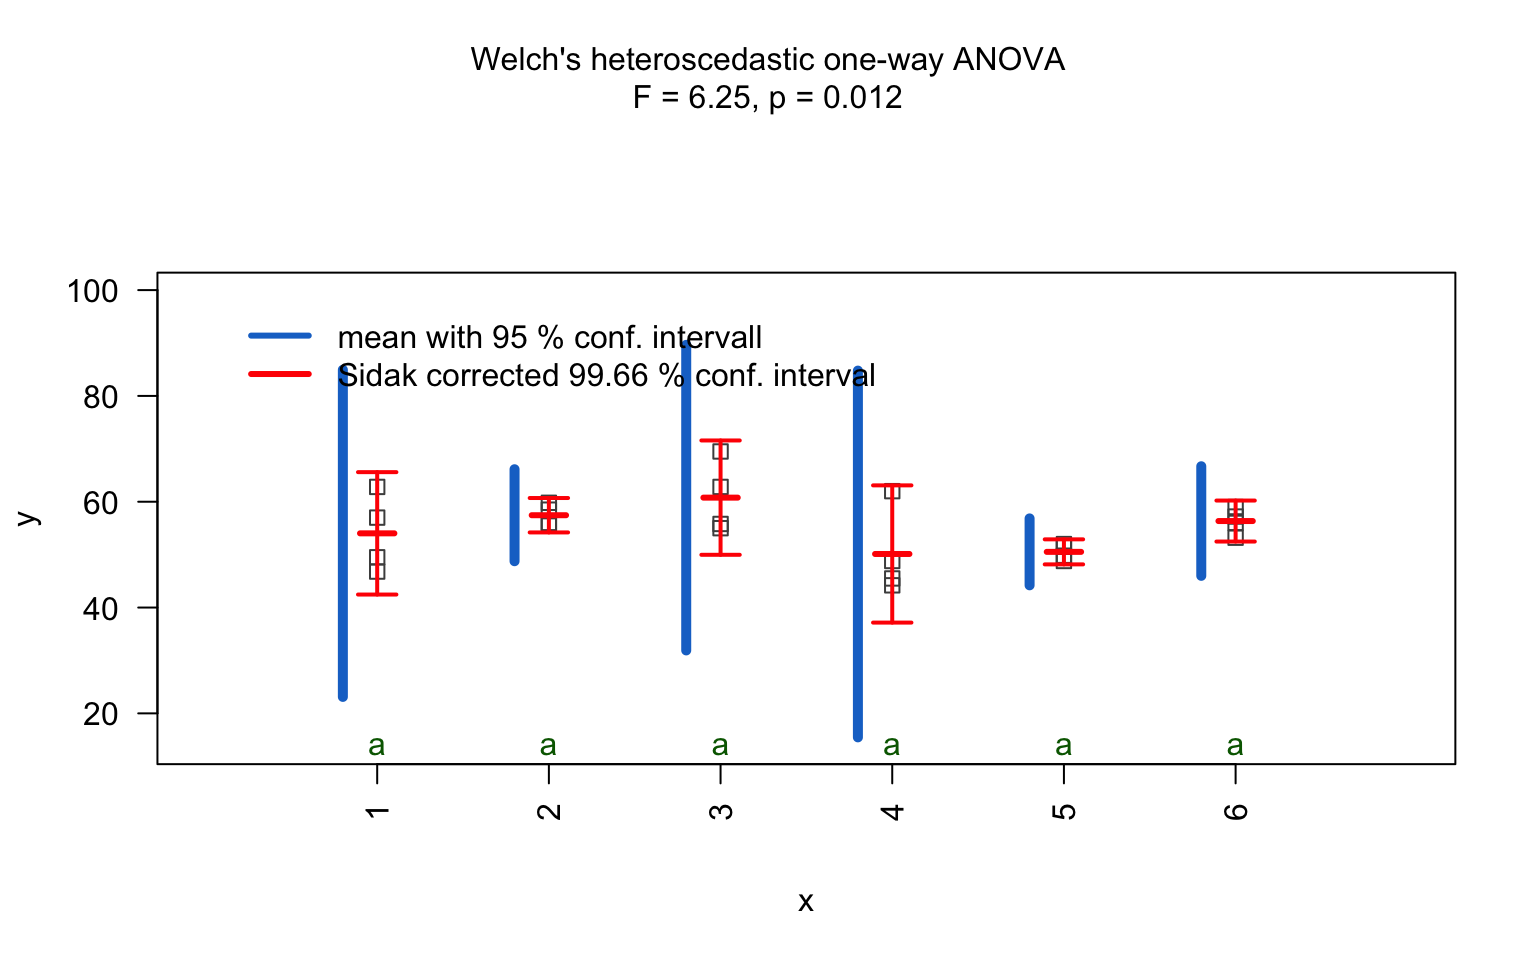 Welch's heteroscedastic one-way ANOVA
F = 6.25, p = 0.012
100
mean with 95 % conf. intervall
Sidak corrected 99.66 % conf. interval
80
60
y
40
20
a a a a a a
1 2 3 4 5 6
x